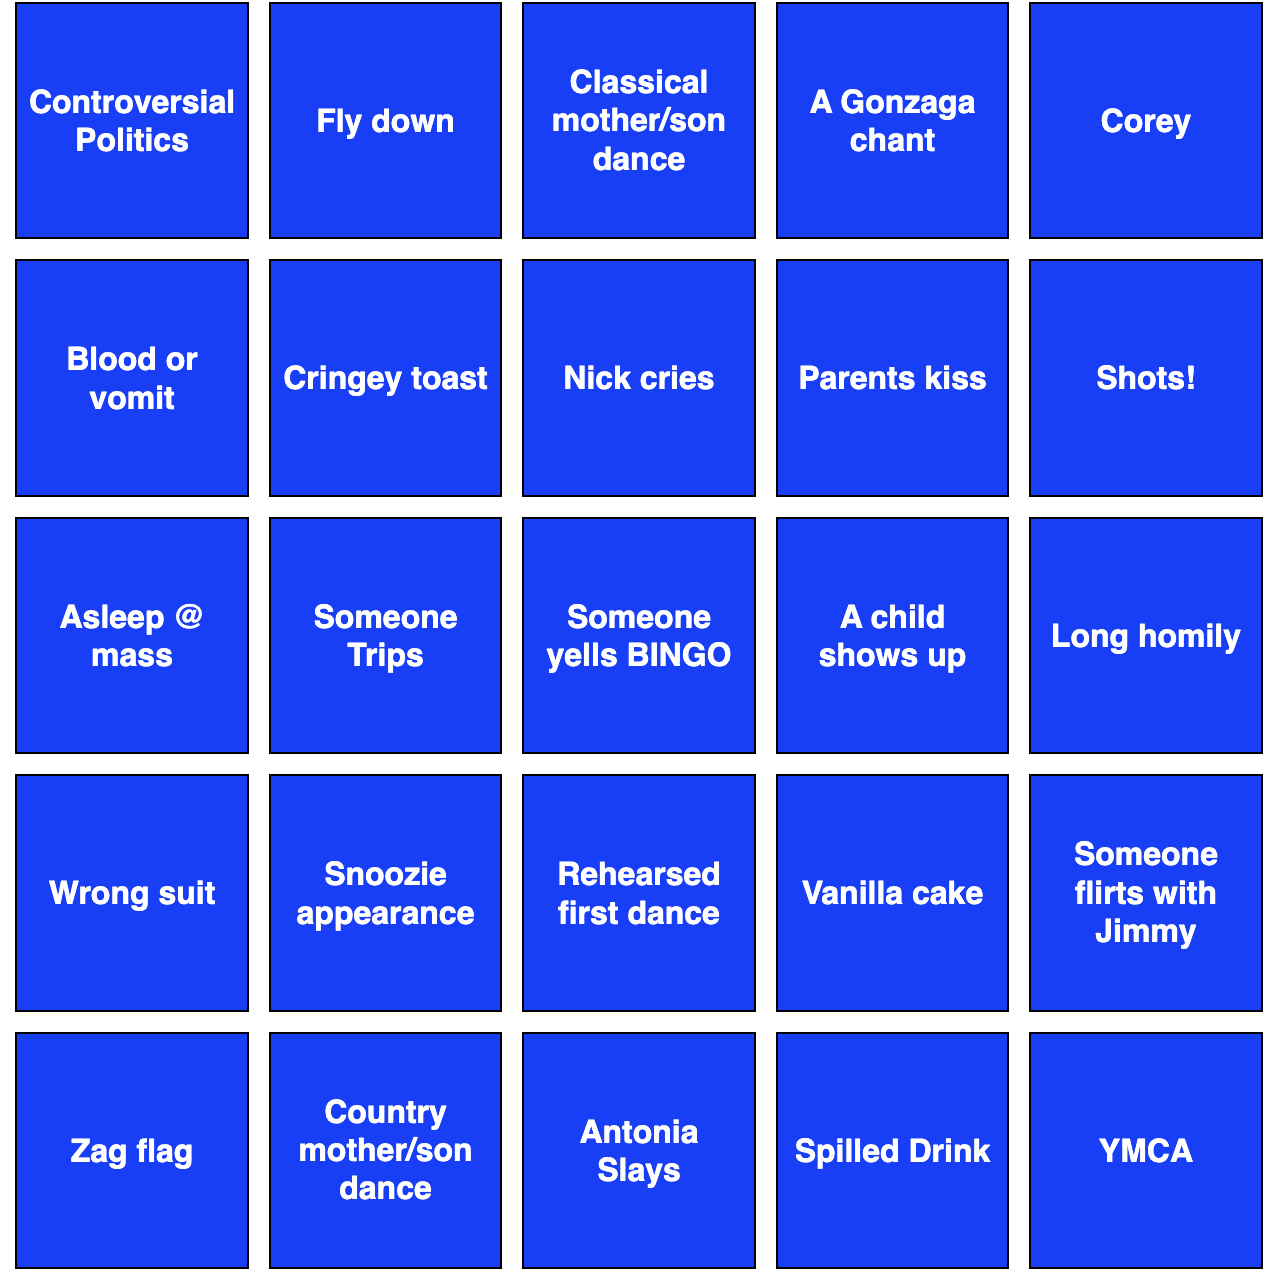 Controversial
Politics
Fly down
Classical
mother/son
dance
A Gonzaga
chant
Corey
Blood or
vomit
Cringey toast
Nick cries
Parents kiss
Shots!
Asleep @
mass
Someone
Trips
Someone
yells BINGO
A child
shows up
Long homily
Wrong suit
Snoozie
appearance
Rehearsed
first dance
Vanilla cake
Someone
flirts with
Jimmy
Zag flag
Country
mother/son
dance
Antonia
Slays
Spilled Drink
YMCA